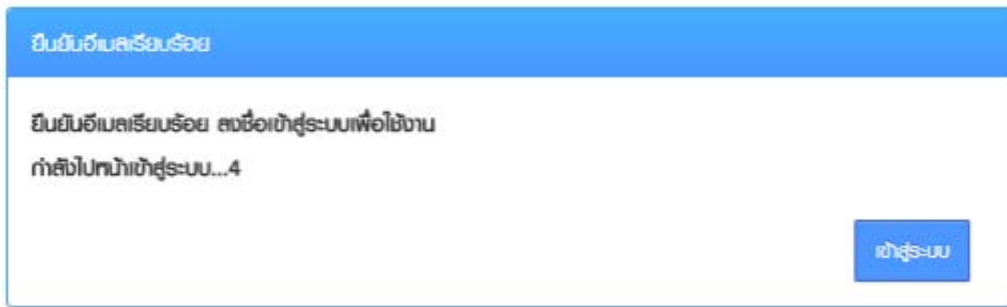 ยืนยันอีเมลเรียบร้อย
ยืนยันอีเมลเรียบร้อย ลงชื่อเข้าสู่ระบบเพื่อใช้งาน
กำลังไปหน้าเข้าสู่ระบบ...4
เข้าสู่ระบบ